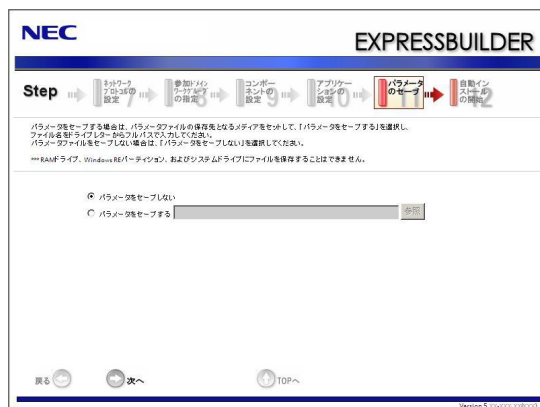 NEC
EXPRESSBUILDER
Step
ネットワーク
プロトコルの
設定
7
参加ドメイン
ワークグループ
の指定
8
コンポー
ネントの
設定
9
アプリケー
ションの
設定
10
パラメータ
のセーブ
11
自動イン
ストール
の開始
12
パラメータをセーブする場合は、パラメータファイルの保存先となるメディアをセットして、「パラメータをセーブする」を選択し、
ファイル名をドライブレターからフルパスで入力してください。
パラメータファイルをセーブしない場合は、「パラメータをセーブしない」を選択してください。
*** RAMドライブ、Windows REパーティション、およびシステムドライブにファイルを保存することはできません。
パラメータをセーブしない
パラメータをセーブする
参照
戻る
次へ
TOPへ
Version 5